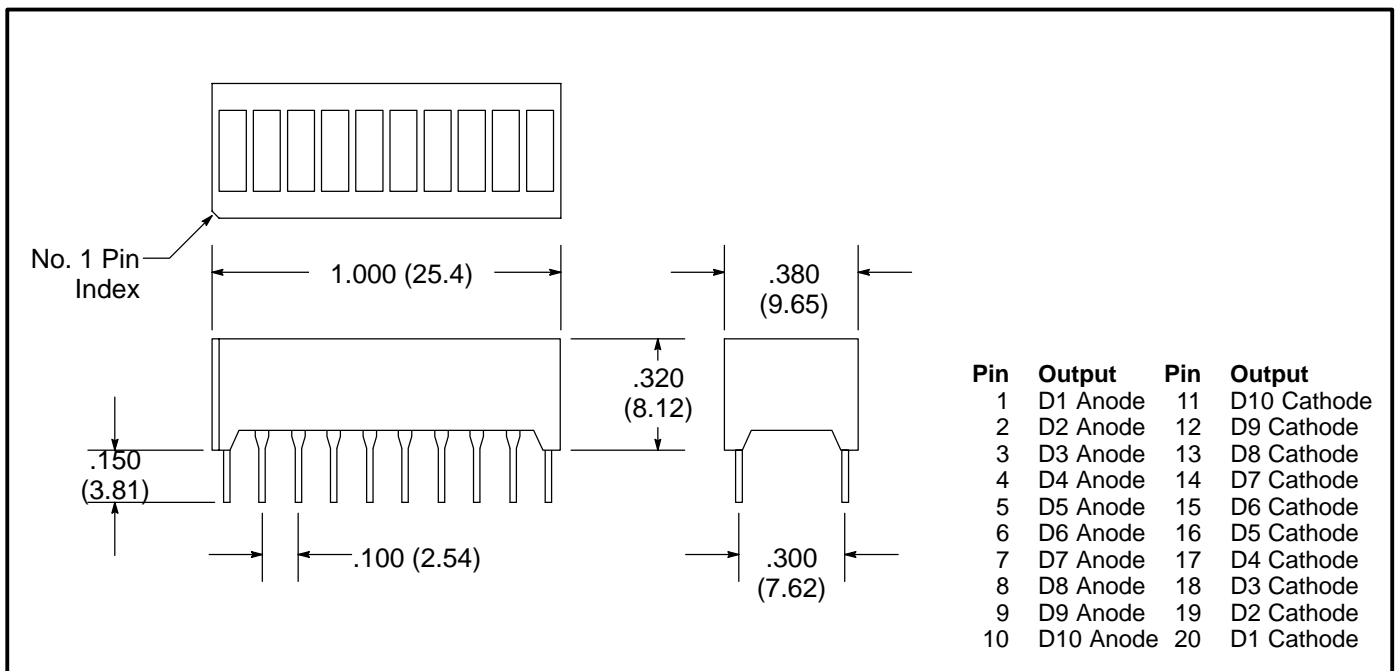 No. 1 Pin
Index
1.000 (25.4)
.380
(9.65)
.320
(8.12)
.150
(3.81)
.100 (2.54)
.300
(7.62)
Pin Output Pin Output
1 D1 Anode 11 D10 Cathode
2 D2 Anode 12 D9 Cathode
3 D3 Anode 13 D8 Cathode
4 D4 Anode 14 D7 Cathode
5 D5 Anode 15 D6 Cathode
6 D6 Anode 16 D5 Cathode
7 D7 Anode 17 D4 Cathode
8 D8 Anode 18 D3 Cathode
9 D9 Anode 19 D2 Cathode
10 D10 Anode 20 D1 Cathode